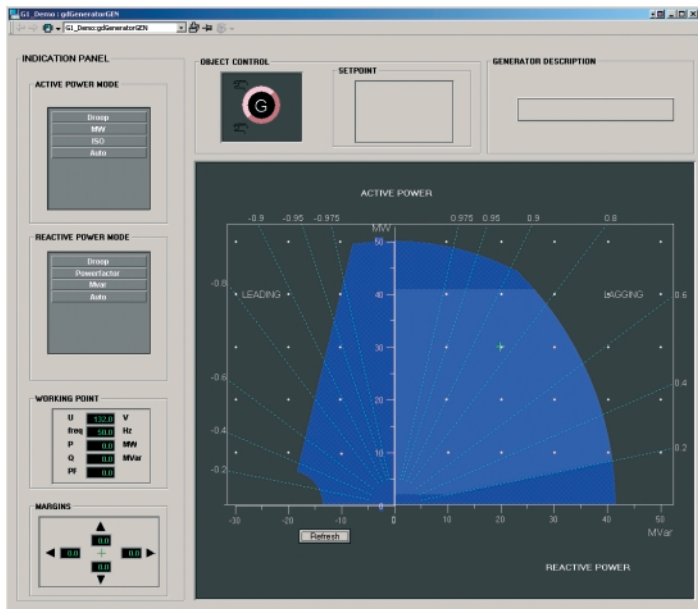 G1_Demo : gdGeneratorGEN
G1_Demo:gdGeneratorGEN
INDICATION PANEL
ACTIVE POWER MODE
Droop
MW
ISO
Auto
REACTIVE POWER MODE
Droop
Powerfactor
Mvar
Auto
WORKING POINT
U 132.0 V
freq 50.0 Hz
P 0.0 MW
Q 0.0 MVar
PF 0.0
MARGINS
0.0
0.0 0.0
0.0
OBJECT CONTROL
G
SETPOINT
GENERATOR DESCRIPTION
ACTIVE POWER
-0.9 -0.95 -0.975 0.975 0.95 0.9 0.8
MW
50
-0.8
LEADING 40 LAGGING 0.6
30
-0.6
0.4
20
-0.4
0.2
10
-0.2
0
-30 -20 -10 0 10 20 30 40 50
MVar
Refresh
REACTIVE POWER